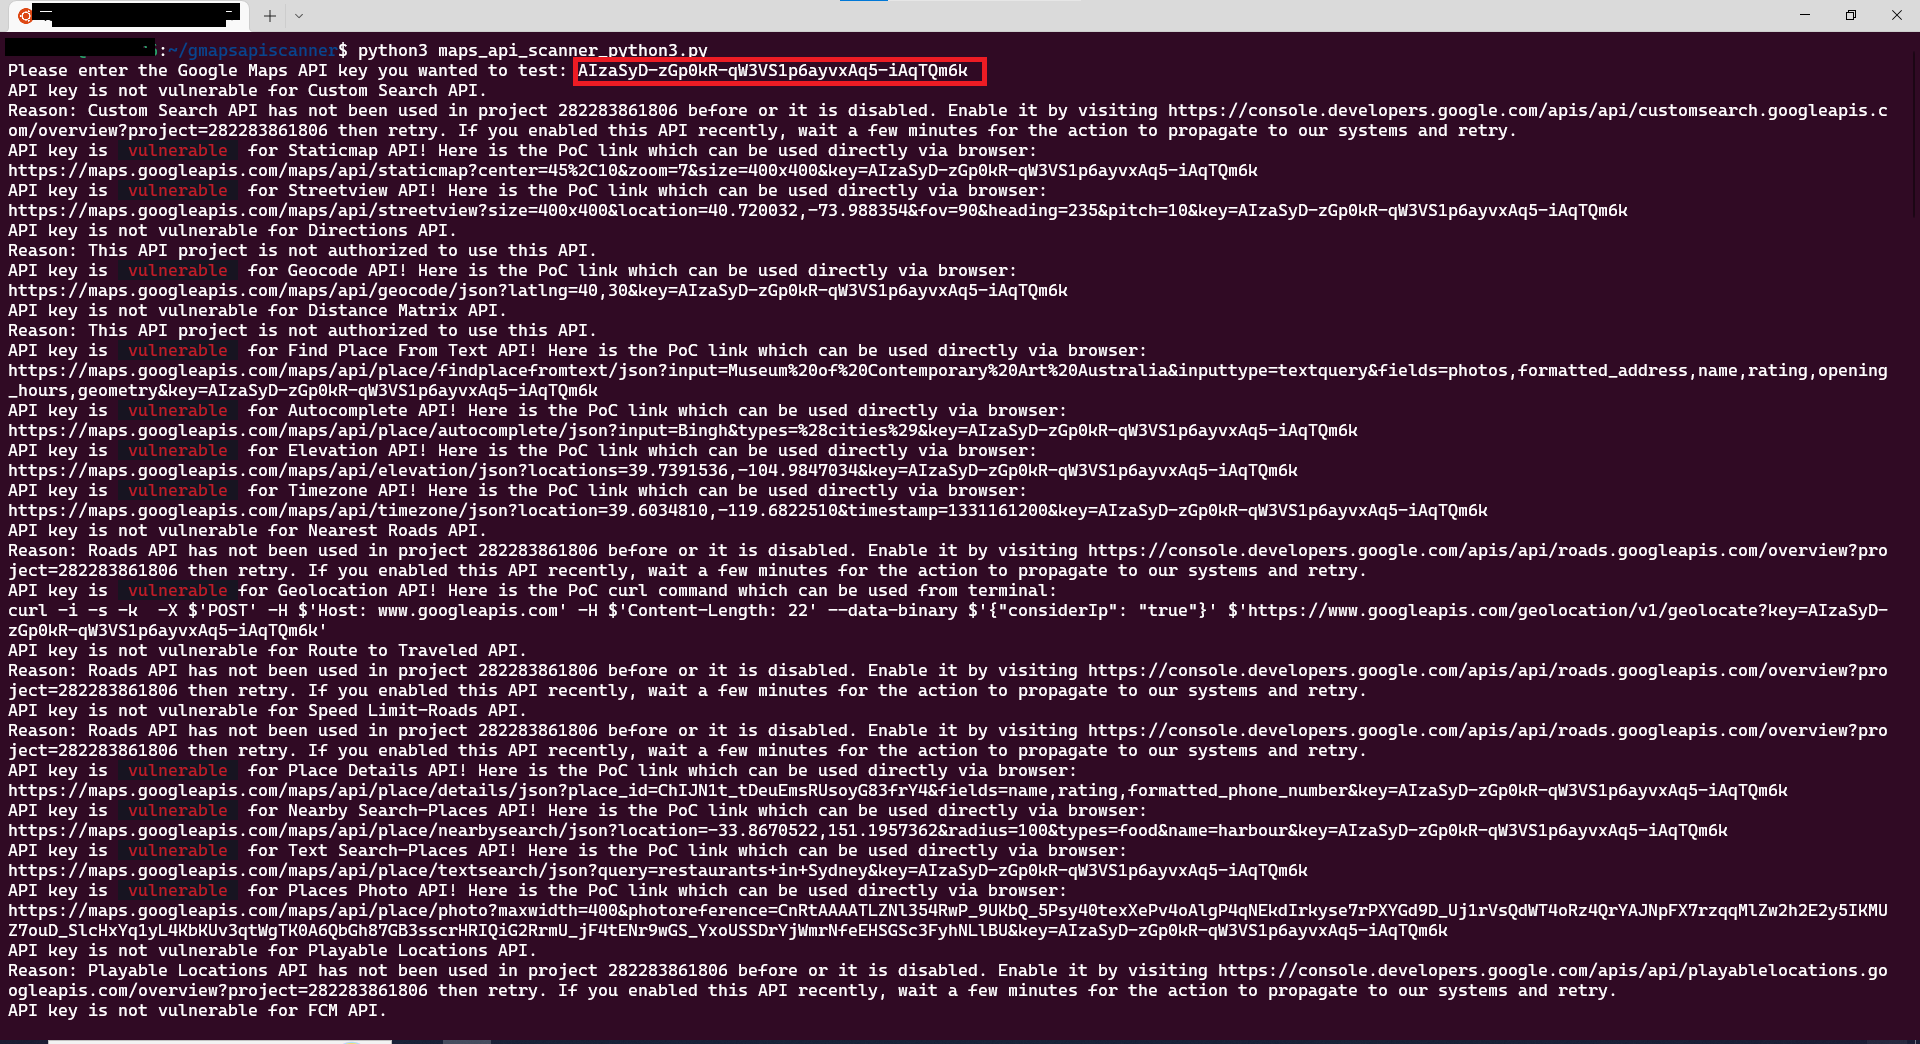 :~/gmapsapiscanner$ python3 maps_api_scanner_python3.py
Please enter the Google Maps API key you wanted to test: AIzaSyD-zGp0kR-qW3VS1p6ayvxAq5-iAqTQm6k
API key is not vulnerable for Custom Search API.
Reason: Custom Search API has not been used in project 282283861806 before or it is disabled. Enable it by visiting https://console.developers.google.com/apis/api/customsearch.googleapis.c
om/overview?project=282283861806 then retry. If you enabled this API recently, wait a few minutes for the action to propagate to our systems and retry.
API key is vulnerable for Staticmap API! Here is the PoC link which can be used directly via browser:
https://maps.googleapis.com/maps/api/staticmap?center=45%2C10&zoom=7&size=400x400&key=AIzaSyD-zGp0kR-qW3VS1p6ayvxAq5-iAqTQm6k
API key is vulnerable for Streetview API! Here is the PoC link which can be used directly via browser:
https://maps.googleapis.com/maps/api/streetview?size=400x400&location=40.720032,-73.988354&fov=90&heading=235&pitch=10&key=AIzaSyD-zGp0kR-qW3VS1p6ayvxAq5-iAqTQm6k
API key is not vulnerable for Directions API.
Reason: This API project is not authorized to use this API.
API key is vulnerable for Geocode API! Here is the PoC link which can be used directly via browser:
https://maps.googleapis.com/maps/api/geocode/json?latlng=40,30&key=AIzaSyD-zGp0kR-qW3VS1p6ayvxAq5-iAqTQm6k
API key is not vulnerable for Distance Matrix API.
Reason: This API project is not authorized to use this API.
API key is vulnerable for Find Place From Text API! Here is the PoC link which can be used directly via browser:
https://maps.googleapis.com/maps/api/place/findplacefromtext/json?input=Museum%20of%20Contemporary%20Art%20Australia&inputtype=textquery&fields=photos,formatted_address,name,rating,opening
_hours,geometry&key=AIzaSyD-zGp0kR-qW3VS1p6ayvxAq5-iAqTQm6k
API key is vulnerable for Autocomplete API! Here is the PoC link which can be used directly via browser:
https://maps.googleapis.com/maps/api/place/autocomplete/json?input=Bingh&types=%28cities%29&key=AIzaSyD-zGp0kR-qW3VS1p6ayvxAq5-iAqTQm6k
API key is vulnerable for Elevation API! Here is the PoC link which can be used directly via browser:
https://maps.googleapis.com/maps/api/elevation/json?locations=39.7391536,-104.9847034&key=AIzaSyD-zGp0kR-qW3VS1p6ayvxAq5-iAqTQm6k
API key is vulnerable for Timezone API! Here is the PoC link which can be used directly via browser:
https://maps.googleapis.com/maps/api/timezone/json?location=39.6034810,-119.6822510&timestamp=1331161200&key=AIzaSyD-zGp0kR-qW3VS1p6ayvxAq5-iAqTQm6k
API key is not vulnerable for Nearest Roads API.
Reason: Roads API has not been used in project 282283861806 before or it is disabled. Enable it by visiting https://console.developers.google.com/apis/api/roads.googleapis.com/overview?pro
ject=282283861806 then retry. If you enabled this API recently, wait a few minutes for the action to propagate to our systems and retry.
API key is vulnerable for Geolocation API! Here is the PoC curl command which can be used from terminal:
curl -i -s -k  -X $'POST' -H $'Host: www.googleapis.com' -H $'Content-Length: 22' --data-binary $'{"considerIp": "true"}' $'https://www.googleapis.com/geolocation/v1/geolocate?key=AIzaSyD-
zGp0kR-qW3VS1p6ayvxAq5-iAqTQm6k'
API key is not vulnerable for Route to Traveled API.
Reason: Roads API has not been used in project 282283861806 before or it is disabled. Enable it by visiting https://console.developers.google.com/apis/api/roads.googleapis.com/overview?pro
ject=282283861806 then retry. If you enabled this API recently, wait a few minutes for the action to propagate to our systems and retry.
API key is not vulnerable for Speed Limit-Roads API.
Reason: Roads API has not been used in project 282283861806 before or it is disabled. Enable it by visiting https://console.developers.google.com/apis/api/roads.googleapis.com/overview?pro
ject=282283861806 then retry. If you enabled this API recently, wait a few minutes for the action to propagate to our systems and retry.
API key is vulnerable for Place Details API! Here is the PoC link which can be used directly via browser:
https://maps.googleapis.com/maps/api/place/details/json?place_id=ChIJN1t_tDeuEmsRUsoyG83frY4&fields=name,rating,formatted_phone_number&key=AIzaSyD-zGp0kR-qW3VS1p6ayvxAq5-iAqTQm6k
API key is vulnerable for Nearby Search-Places API! Here is the PoC link which can be used directly via browser:
https://maps.googleapis.com/maps/api/place/nearbysearch/json?location=-33.8670522,151.1957362&radius=100&types=food&name=harbour&key=AIzaSyD-zGp0kR-qW3VS1p6ayvxAq5-iAqTQm6k
API key is vulnerable for Text Search-Places API! Here is the PoC link which can be used directly via browser:
https://maps.googleapis.com/maps/api/place/textsearch/json?query=restaurants+in+Sydney&key=AIzaSyD-zGp0kR-qW3VS1p6ayvxAq5-iAqTQm6k
API key is vulnerable for Places Photo API! Here is the PoC link which can be used directly via browser:
https://maps.googleapis.com/maps/api/place/photo?maxwidth=400&photoreference=CnRtAAAATLZNl354RwP_9UKbQ_5Psy40texXePv4oAlgP4qNEkdIrkyse7rPXYGd9D_Uj1rVsQdWT4oRz4QrYAJNpFX7rzqqMlZw2h2E2y5IKMU
Z7ouD_SlcHxYq1yL4KbKUv3qtWgTK0A6QbGh87GB3sscrHRIQiG2RrmU_jF4tENr9wGS_YxoUSSDrYjWmrNfeEHSGSc3FyhNLlBU&key=AIzaSyD-zGp0kR-qW3VS1p6ayvxAq5-iAqTQm6k
API key is not vulnerable for Playable Locations API.
Reason: Playable Locations API has not been used in project 282283861806 before or it is disabled. Enable it by visiting https://console.developers.google.com/apis/api/playablelocations.go
ogleapis.com/overview?project=282283861806 then retry. If you enabled this API recently, wait a few minutes for the action to propagate to our systems and retry.
API key is not vulnerable for FCM API.